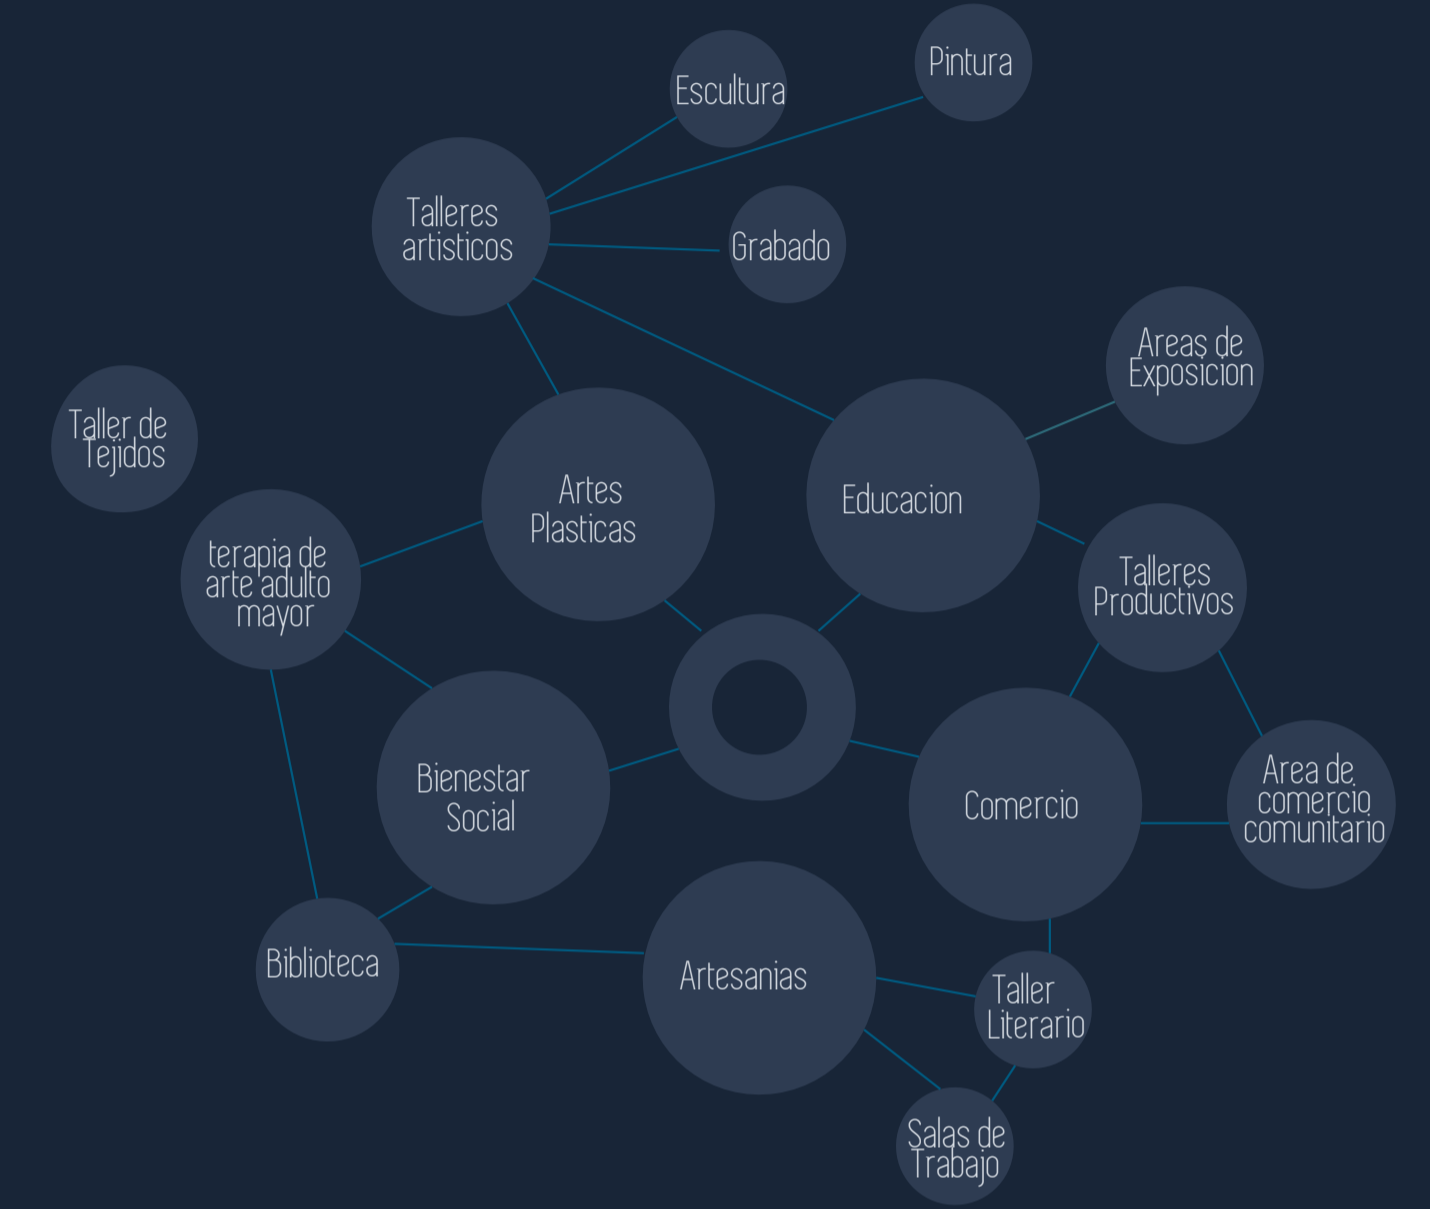 Pintura
Escultura
Talleres
artisticos
Grabado
Areas de
Exposicion
Taller de
Tejidos
Artes
Plasticas
Educacion
terapia de
arte adulto
mayor
Talleres
Productivos
Bienestar
Social
Comercio
Area de
comercio
comunitario
Biblioteca
Artesanias
Taller
Literario
Salas de
Trabajo